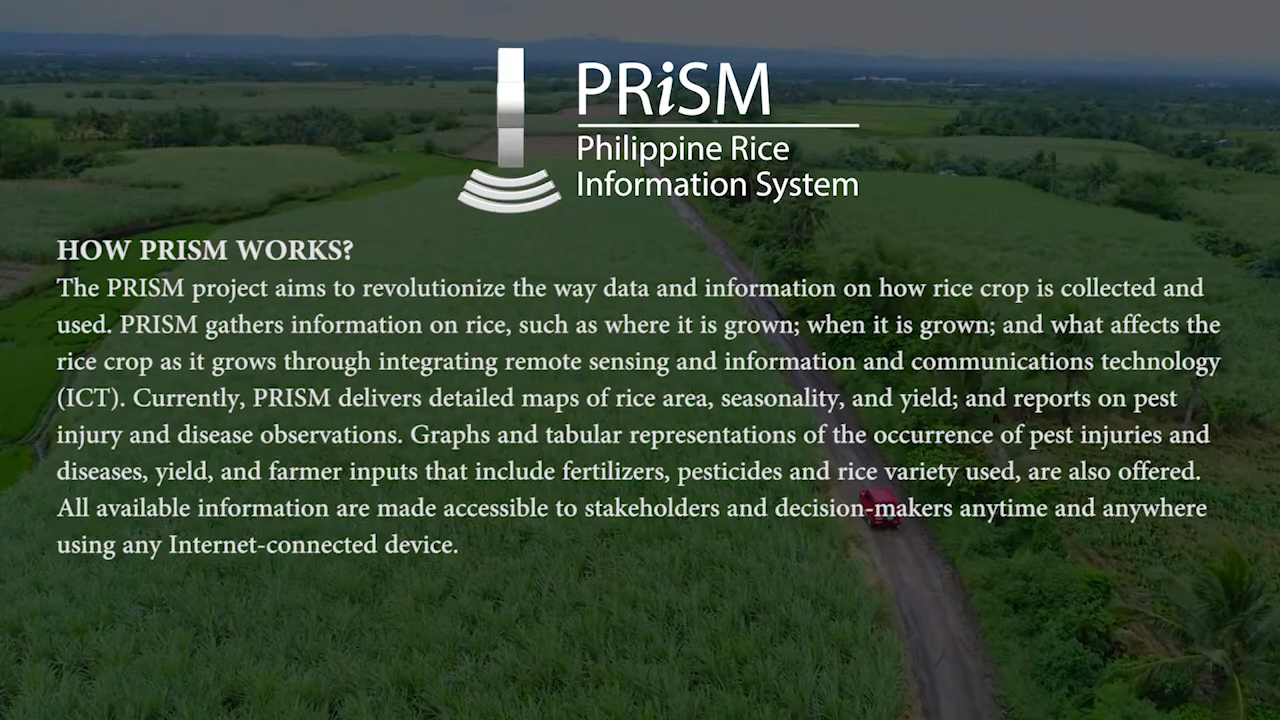 PRiSM
Philippine Rice
Information System
HOW PRISM WORKS?
The PRISM project aims to revolutionize the way data and information on how rice crop is collected and
used. PRISM gathers information on rice, such as where it is grown; when it is grown; and what affects the
rice crop as it grows through integrating remote sensing and information and communications technology
(ICT). Currently, PRISM delivers detailed maps of rice area, seasonality, and yield; and reports on pest
injury and disease observations. Graphs and tabular representations of the occurrence of pest injuries and
diseases, yield, and farmer inputs that include fertilizers, pesticides and rice variety used, are also offered.
All available information are made accessible to stakeholders and decision-makers anytime and anywhere
using any Internet-connected device.